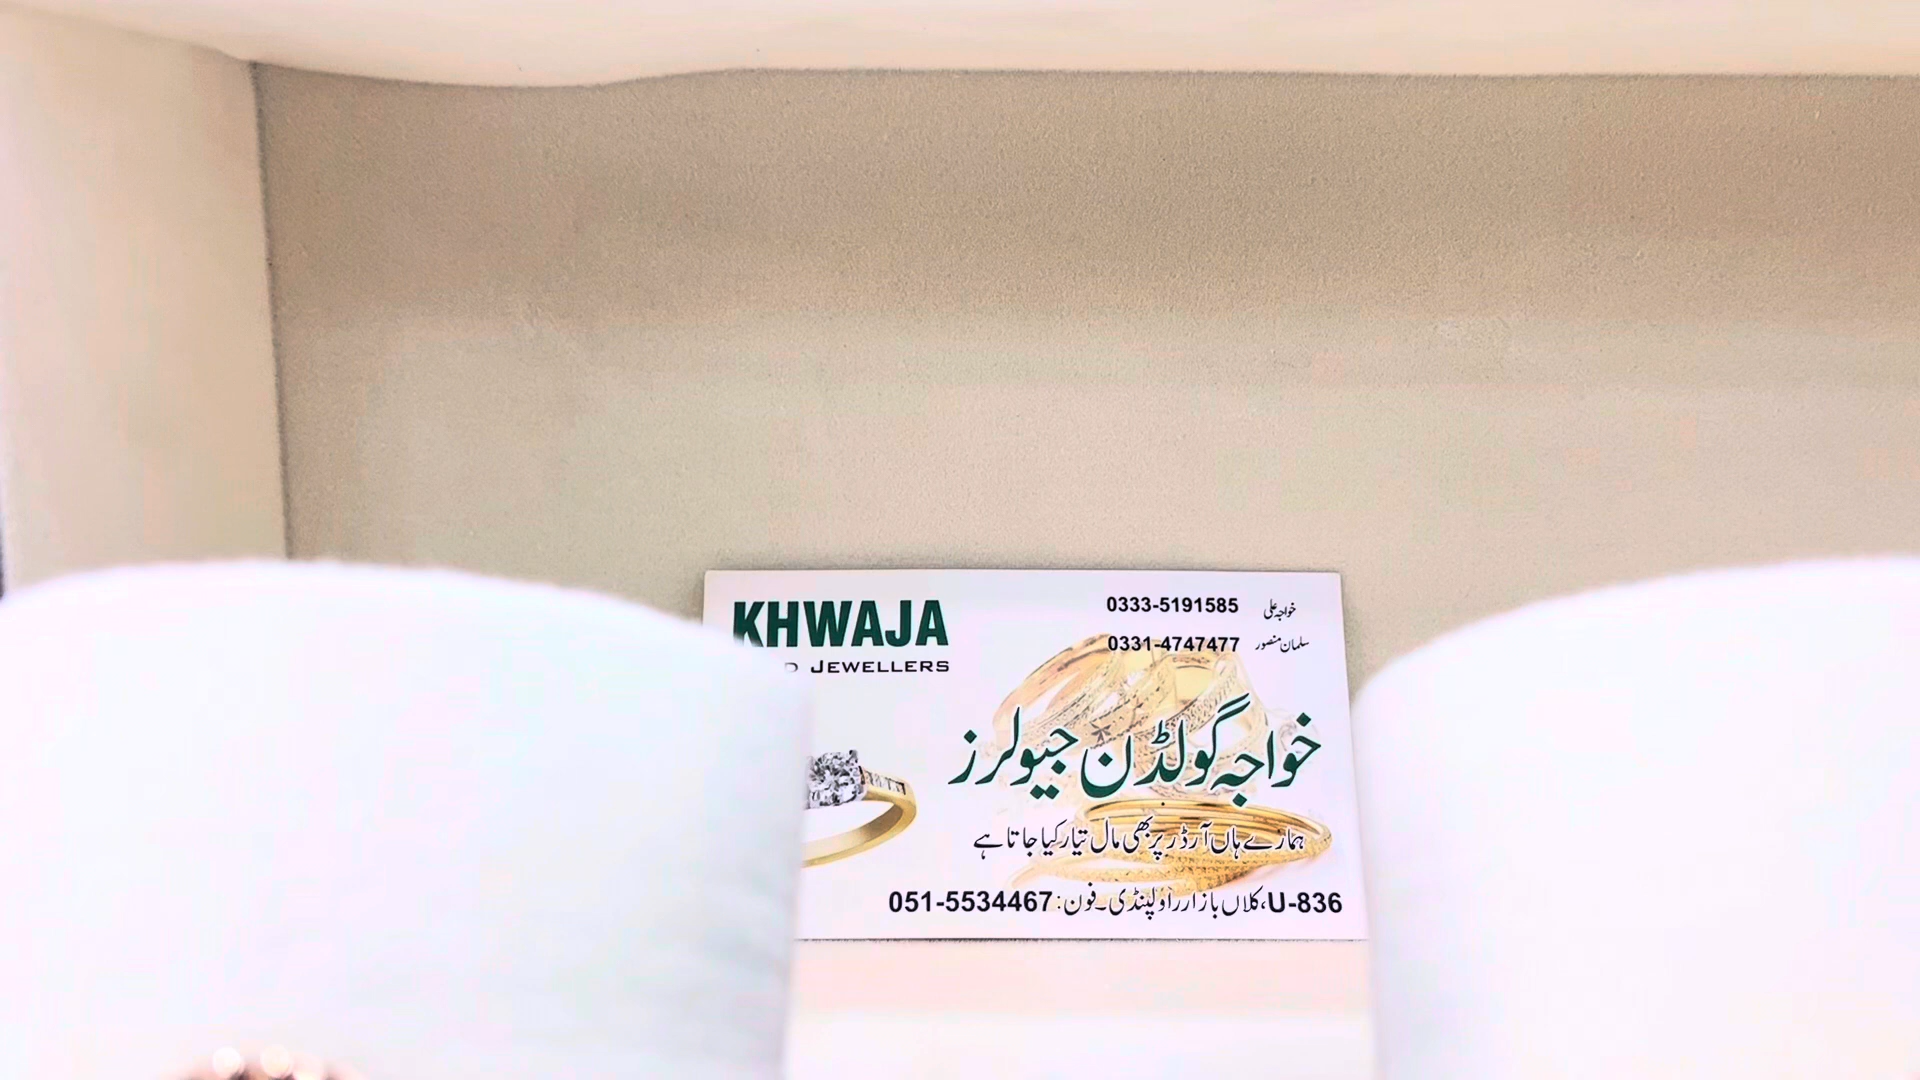 KHWAJA
JEWELLERS
0333-5191585 خواجہ علی
0331-4747477 سلمان منصور
خواجہ گولڈن جیولرز
ہمارے ہاں آرڈر پر بھی مال تیار کیا جاتا ہے
U-836، کلاں بازار راولپنڈی۔ فون: 051-5534467